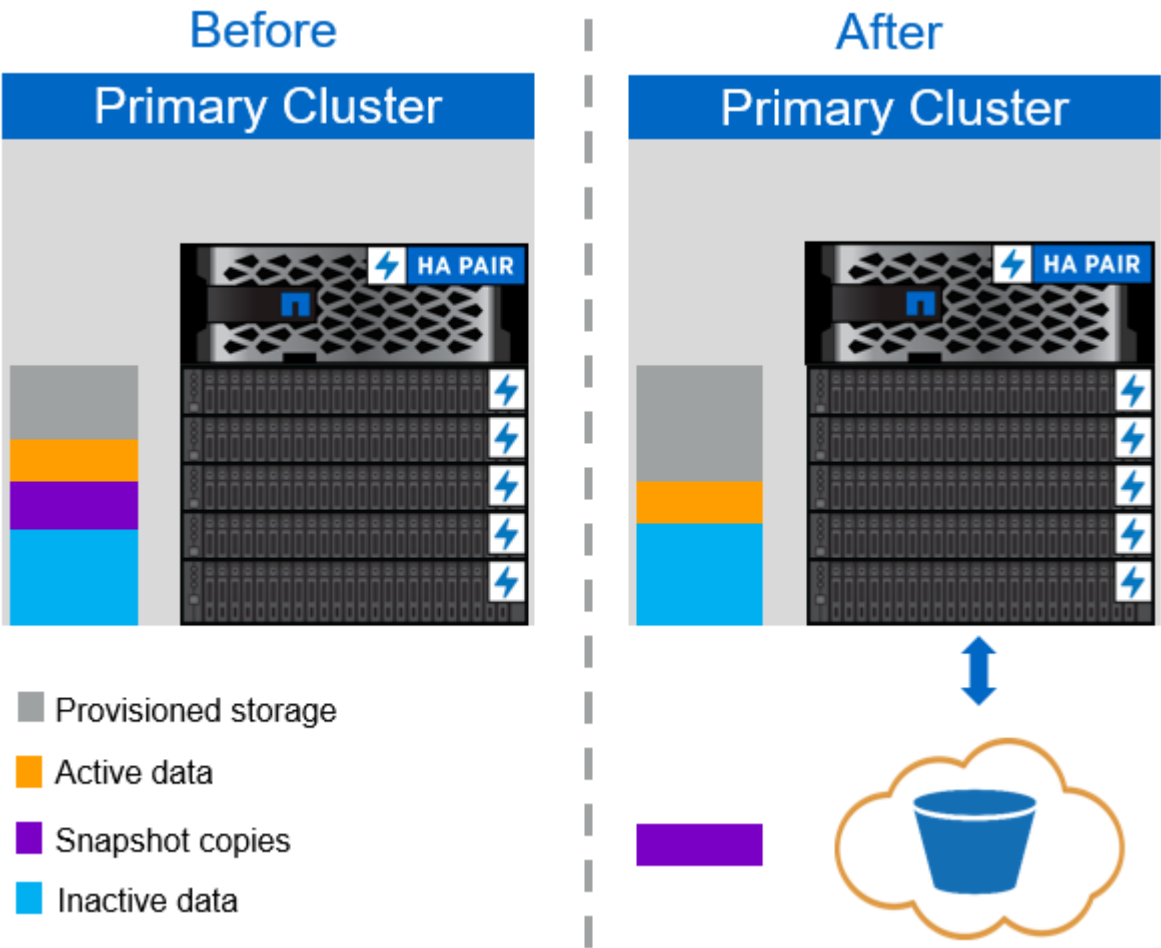 Before
Primary Cluster
HA PAIR
Provisioned storage
Active data
Snapshot copies
Inactive data
After
Primary Cluster
HA PAIR